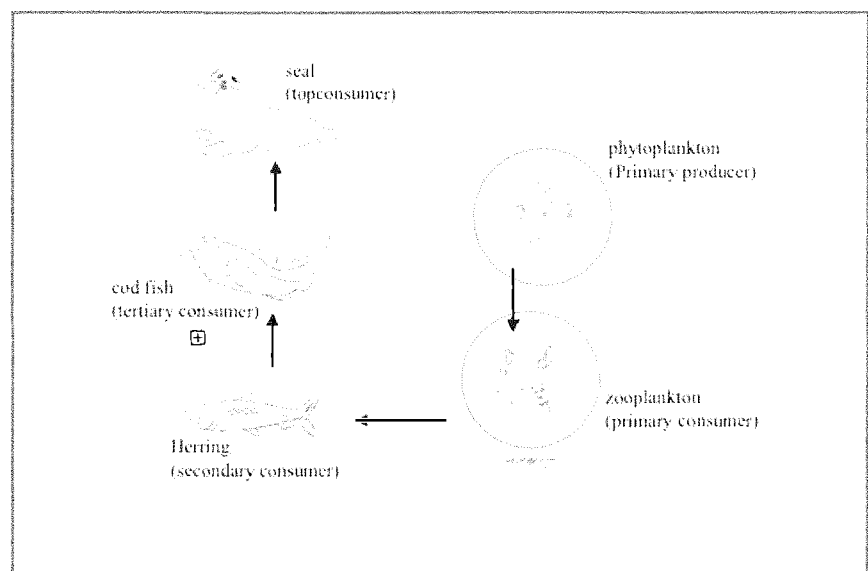 seal
(topconsumer)
phytoplankton
(Primary producer)
cod fish
(tertiary consumer)
zooplankton
(primary consumer)
Herring
(secondary consumer)